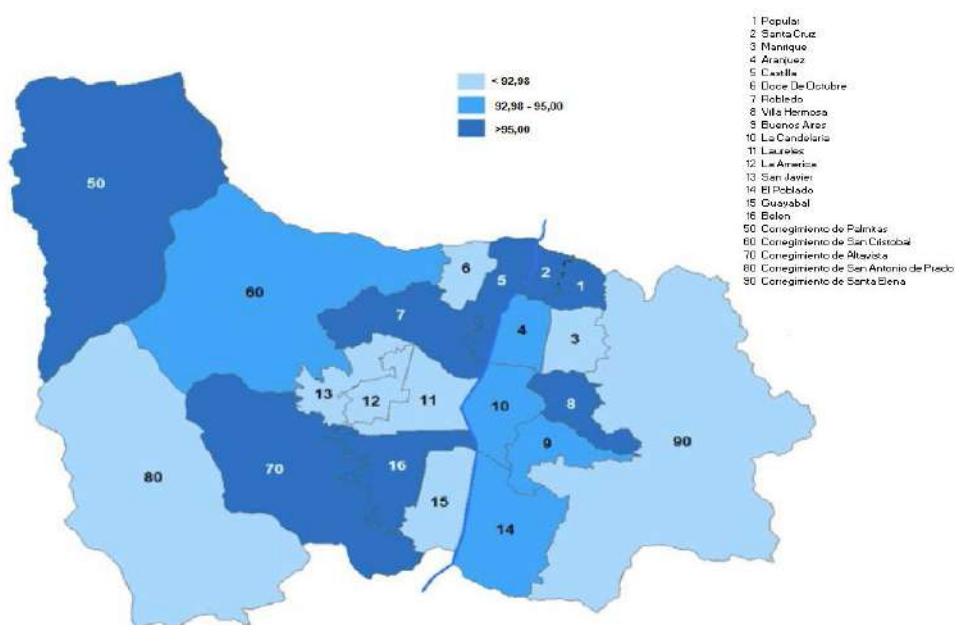 1 Popular
2 Santa Cruz
3 Manrique
4 Aranjuez
5 Castilla
6 Doce De Octubre
7 Robledo
8 Villa Hermosa
9 Buenos Aires
10 La Candelaria
11 Laureles
12 La America
13 San Javier
14 El Poblado
15 Guayabal
16 Belen
50 Corregimiento de Palmitas
60 Corregimiento de San Cristobal
70 Corregimiento de Altavista
80 Corregimiento de San Antonio de Prado
90 Corregimiento de Santa Elena
< 92,98
92,98 - 95,00
>95,00
50
60
6
5
2
1
7
4
3
13
12
11
10
8
9
90
80
70
16
15
14